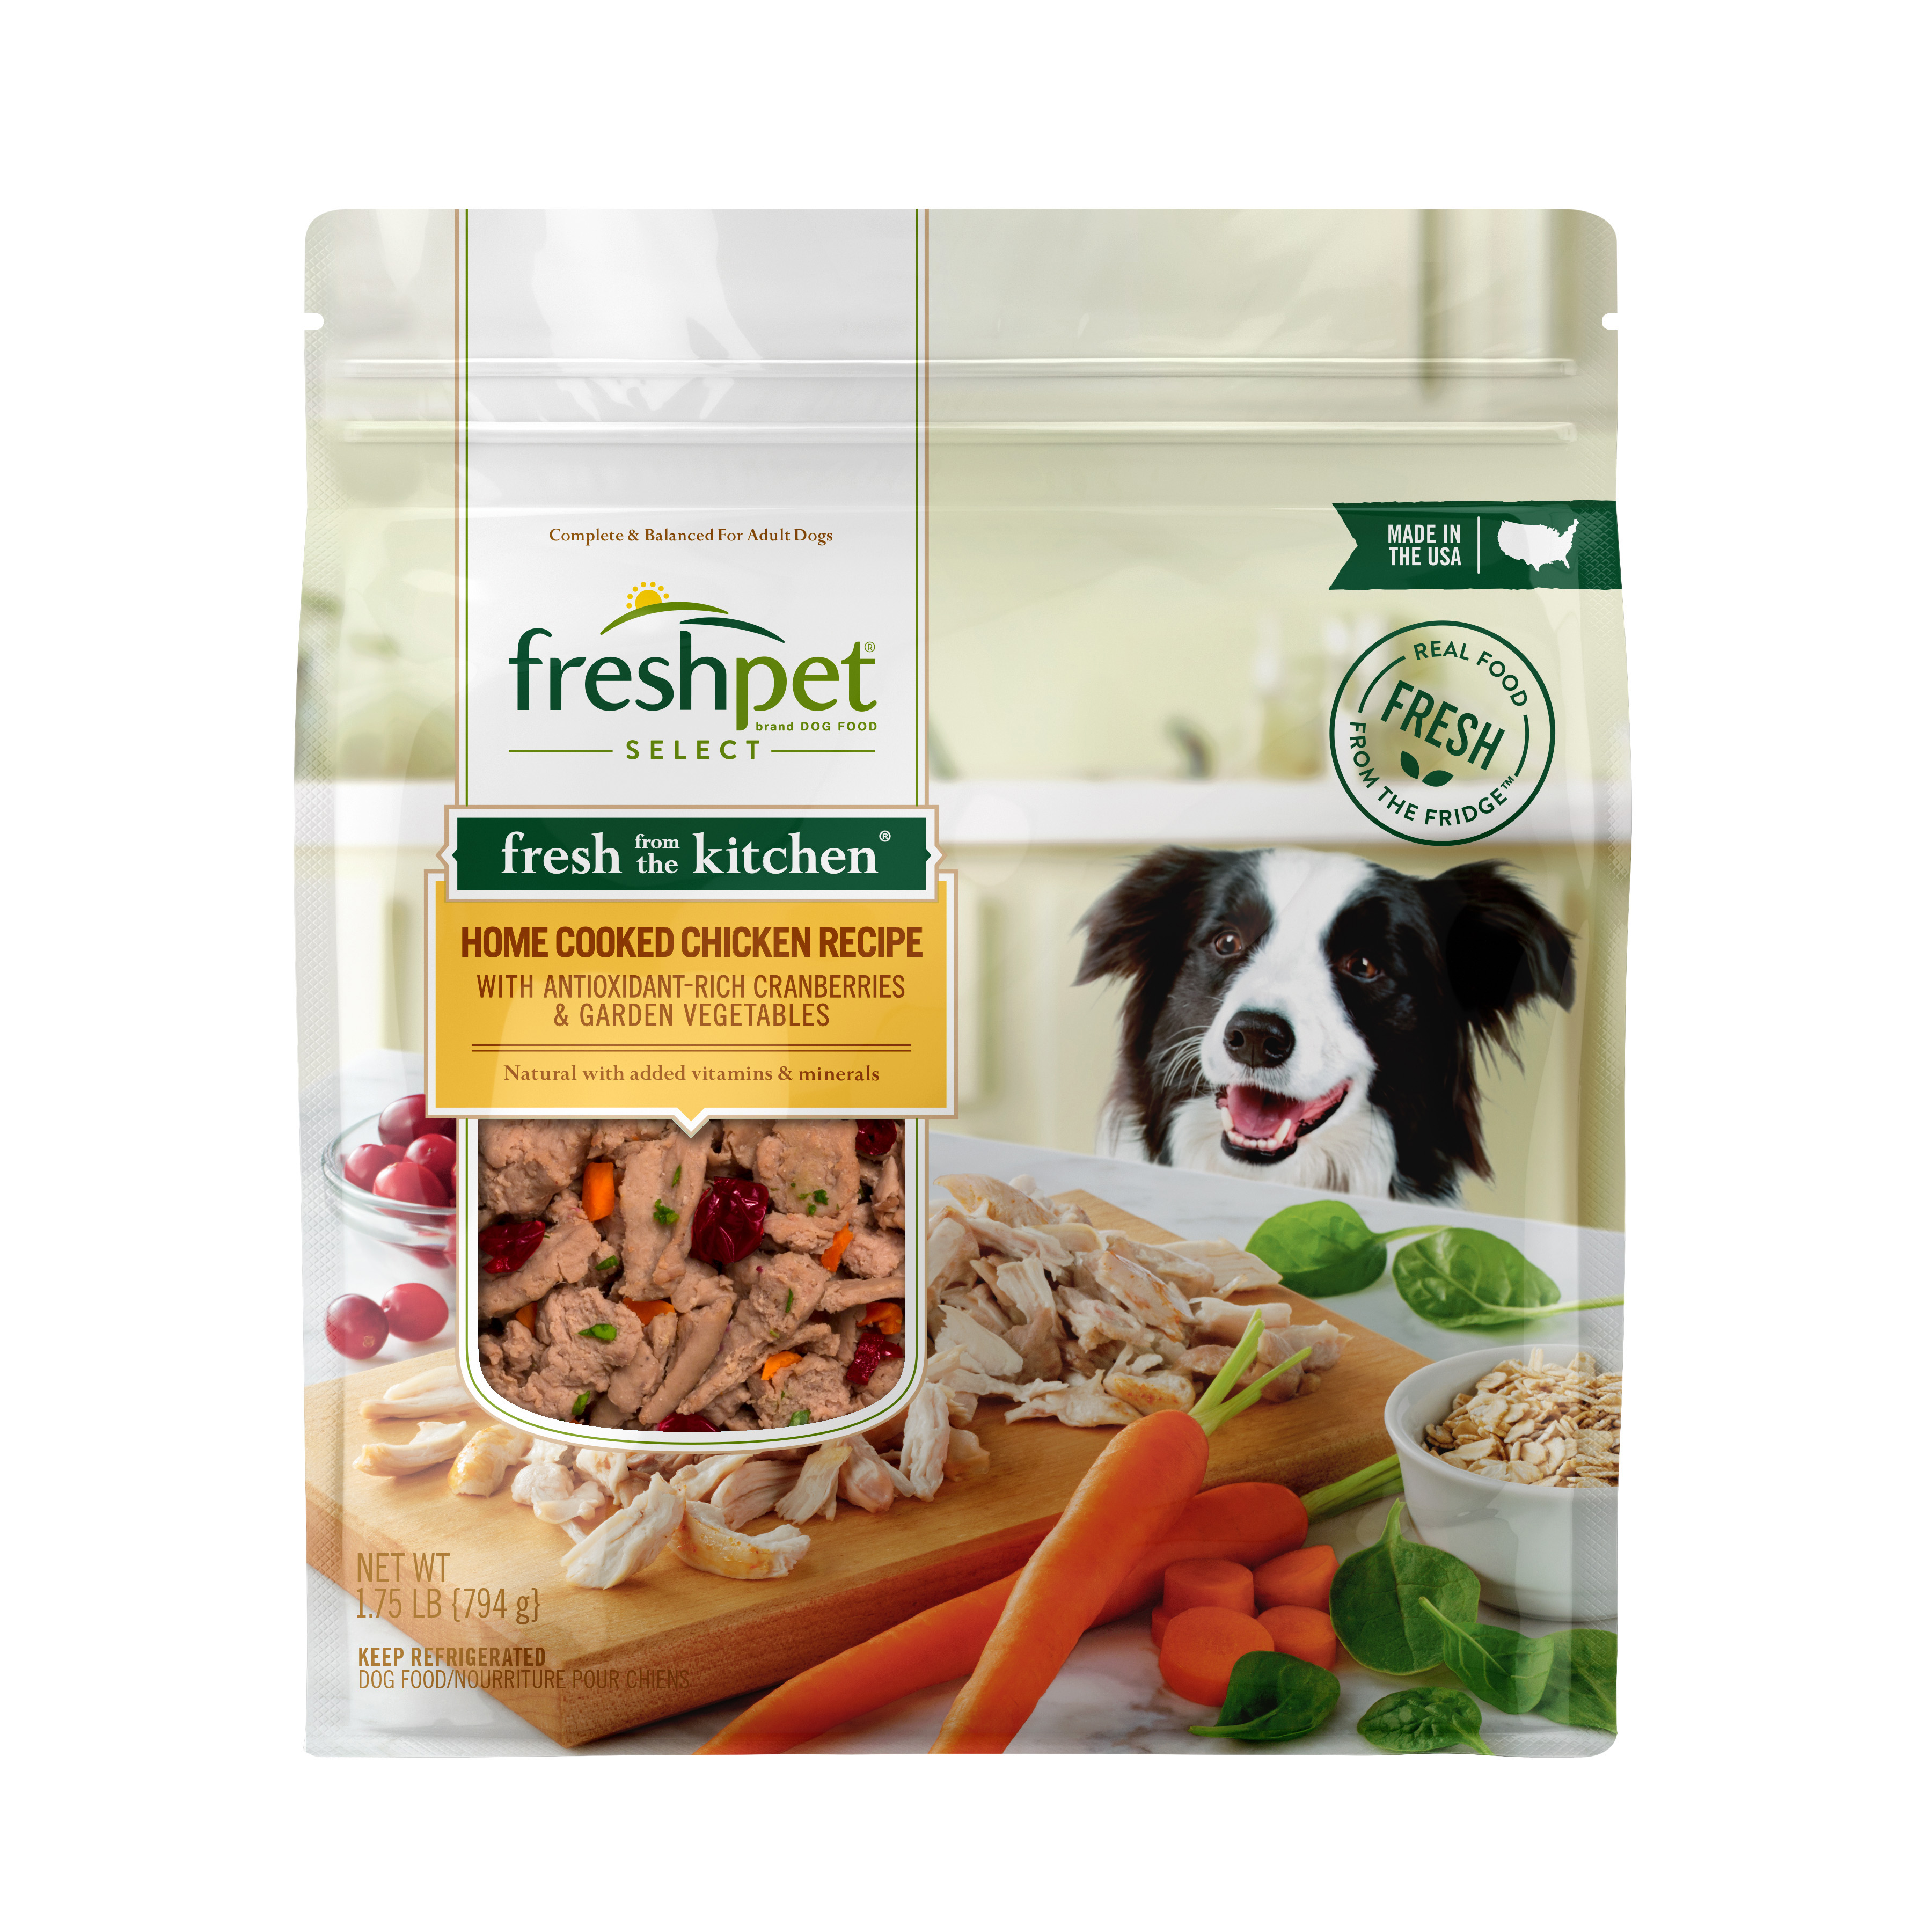 Complete & Balanced For Adult Dogs
freshpet®
brand DOG FOOD
SELECT
fresh from the kitchen®
HOME COOKED CHICKEN RECIPE
WITH ANTIOXIDANT-RICH CRANBERRIES
& GARDEN VEGETABLES
Natural with added vitamins & minerals
MADE IN
THE USA
REAL FOOD
FRESH
FROM THE FRIDGE™
NET WT
1.75 LB {794 g}
KEEP REFRIGERATED
DOG FOOD/NOURRITURE POUR CHIENS